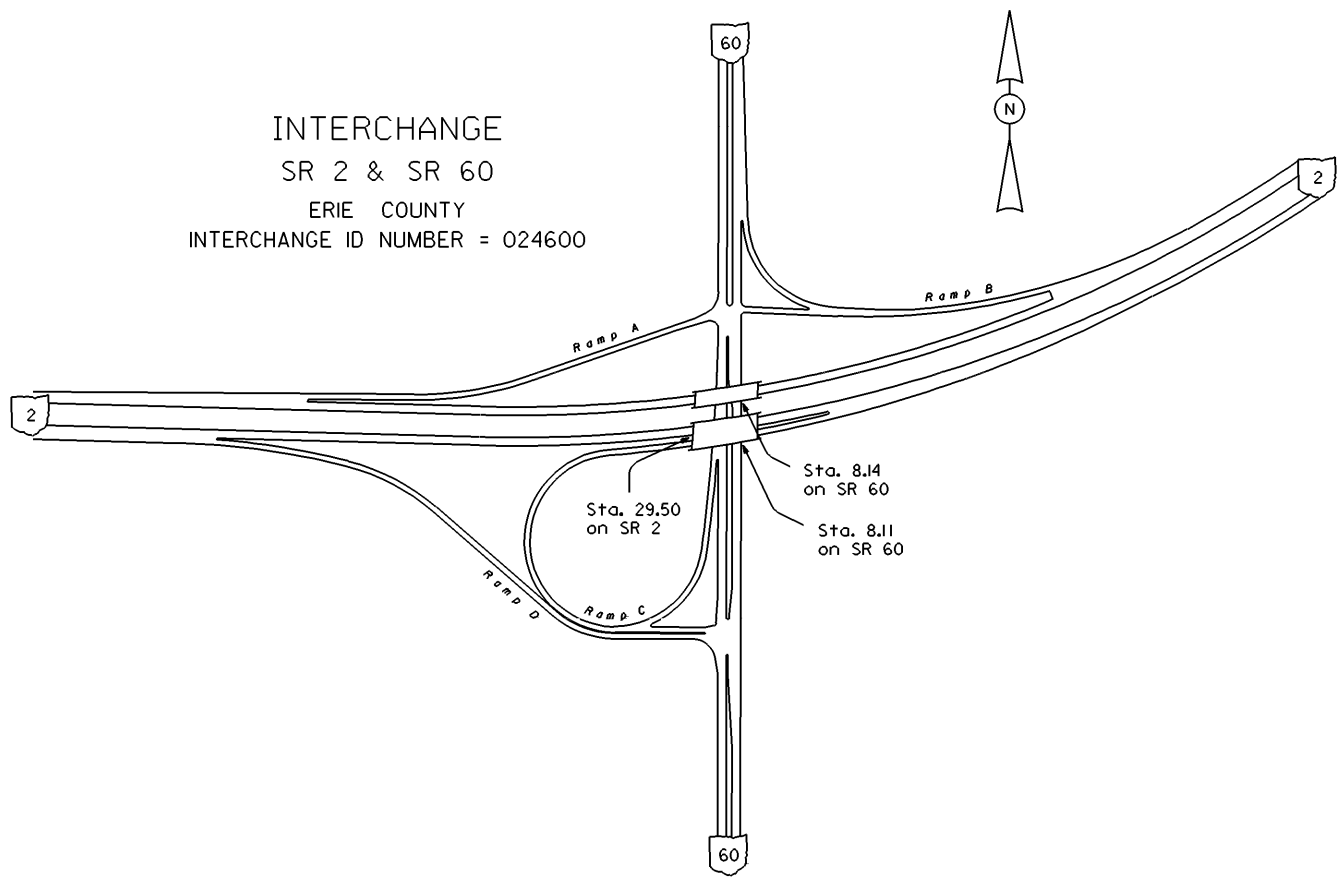 60
INTERCHANGE
SR 2 & SR 60
ERIE COUNTY
INTERCHANGE ID NUMBER = 024600
N
2
Ramp B
Ramp A
2
Sta. 8.14
on SR 60
Sta. 29.50
on SR 2
Sta. 8.11
on SR 60
Ramp D
Ramp C
60